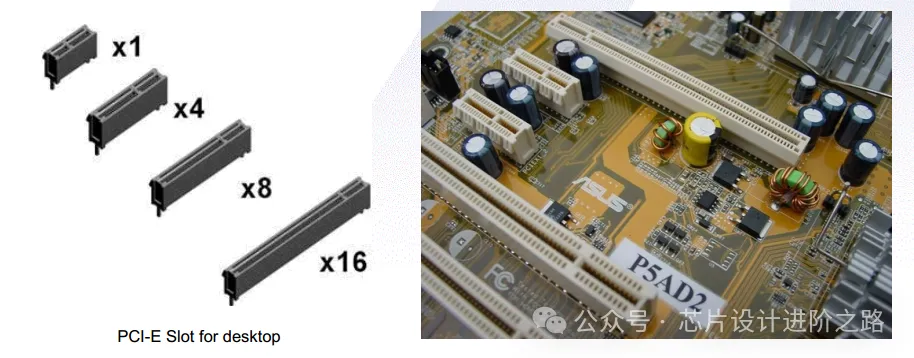 x1
x4
x8
x16
PCI-E Slot for desktop
ASUS
P5AD2
FC
公众号 · 芯片设计进阶之路